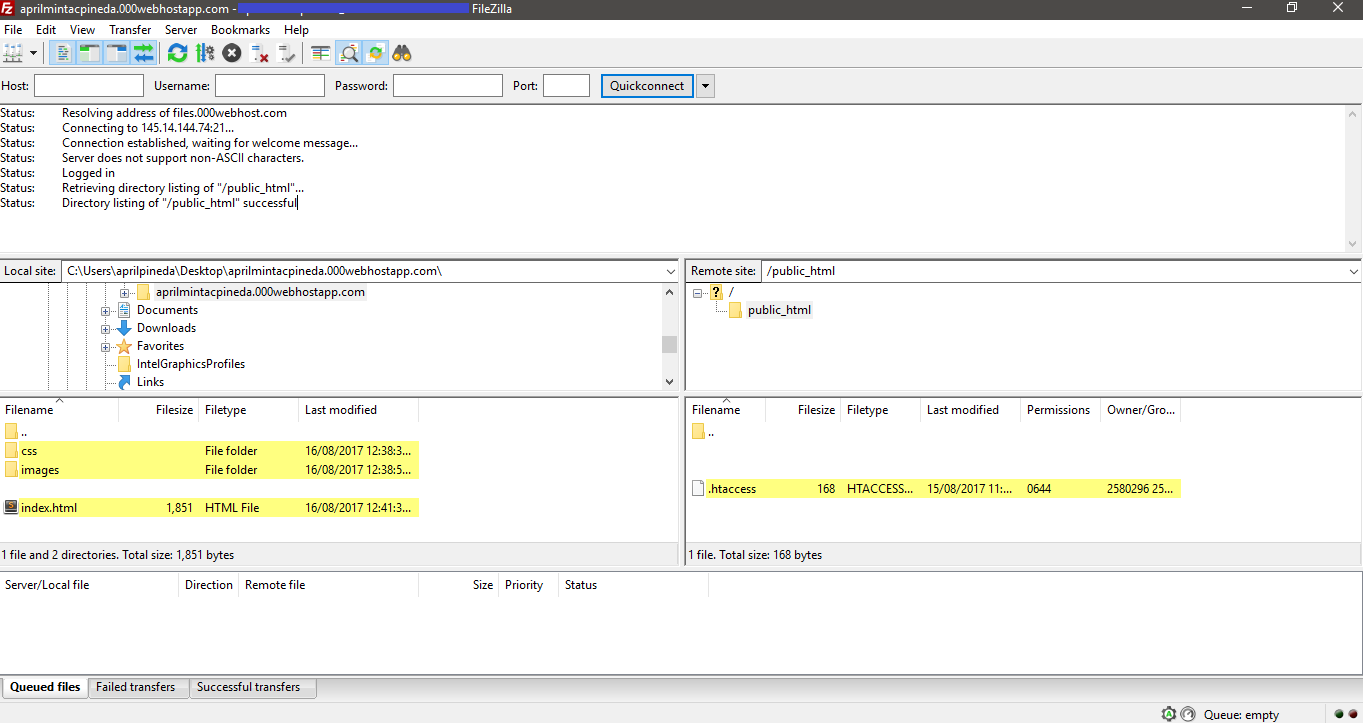 aprilmintacpineda.000webhostapp.com - FileZilla
File Edit View Transfer Server Bookmarks Help
Host: Username: Password: Port: Quickconnect
Status: Resolving address of files.000webhost.com
Status: Connecting to 145.14.144.74:21...
Status: Connection established, waiting for welcome message...
Status: Server does not support non-ASCII characters.
Status: Logged in
Status: Retrieving directory listing of "/public_html"...
Status: Directory listing of "/public_html" successful
Local site: C:\Users\aprilpineda\Desktop\aprilmintacpineda.000webhostapp.com\
aprilmintacpineda.000webhostapp.com
Documents
Downloads
Favorites
IntelGraphicsProfiles
Links
Remote site: /public_html
? /
public_html
Filename Filesize Filetype Last modified
..
css File folder 16/08/2017 12:38:3...
images File folder 16/08/2017 12:38:5...
index.html 1,851 HTML File 16/08/2017 12:41:3...
1 file and 2 directories. Total size: 1,851 bytes
Filename Filesize Filetype Last modified Permissions Owner/Gro...
..
.htaccess 168 HTACCESS... 15/08/2017 11:... 0644 2580296 25...
1 file. Total size: 168 bytes
Server/Local file Direction Remote file Size Priority Status
Queued files Failed transfers Successful transfers
Queue: empty